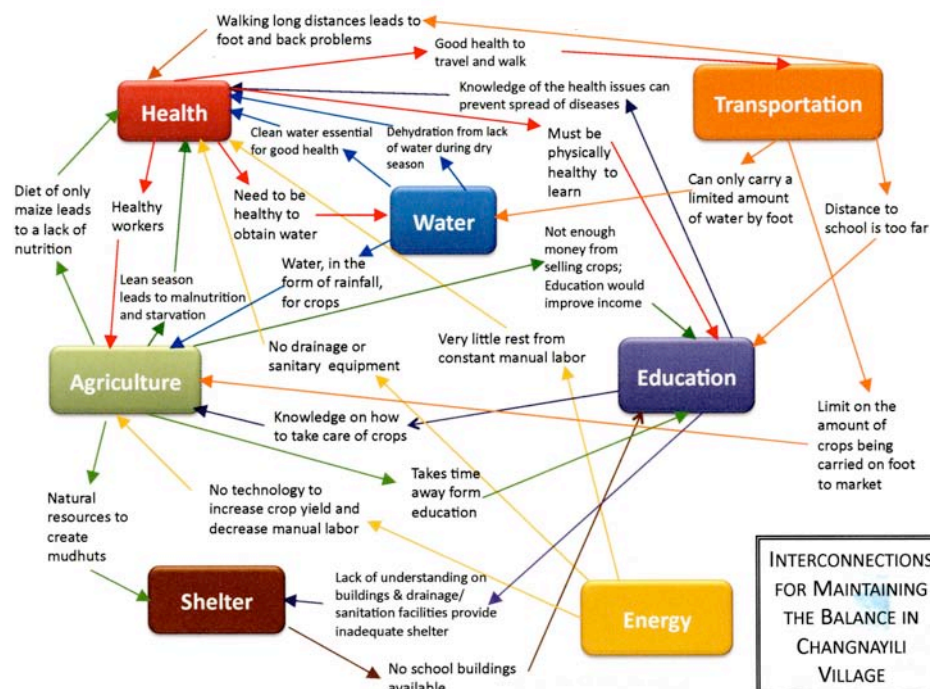 Walking long distances leads to
foot and back problems
Good health to
travel and walk
Health
Knowledge of the health issues can
prevent spread of diseases
Transportation
Clean water essential
for good health
Dehydration from lack
of water during dry
season
Must be
physically
healthy to
learn
Diet of only
maize leads
to a lack of
nutrition
Healthy
workers
Need to be
healthy to
obtain water
Water
Can only carry a
limited amount
of water by foot
Distance to
school is too far
Lean season
leads to malnutrition
and starvation
Water, in the
form of rainfall,
for crops
Not enough
money from
selling crops;
Education would
improve income
Agriculture
No drainage or
sanitary equipment
Very little rest from
constant manual labor
Education
Knowledge on how
to take care of crops
Limit on the
amount of
crops being
carried on foot
to market
Natural
resources to
create
mudhuts
No technology to
increase crop yield and
decrease manual labor
Takes time
away form
education
Shelter
Lack of understanding on
buildings & drainage/
sanitation facilities provide
inadequate shelter
Energy
No school buildings
available
INTERCONNECTIONS
FOR MAINTAINING
THE BALANCE IN
CHANGNAYILI
VILLAGE